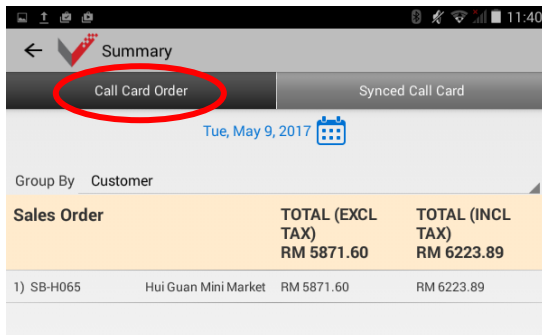 11:40
Summary
Call Card Order Synced Call Card
Tue, May 9, 2017
Group By Customer
Sales Order TOTAL (EXCL TAX) RM 5871.60 TOTAL (INCL TAX) RM 6223.89
1) SB-H065 Hui Guan Mini Market RM 5871.60 RM 6223.89